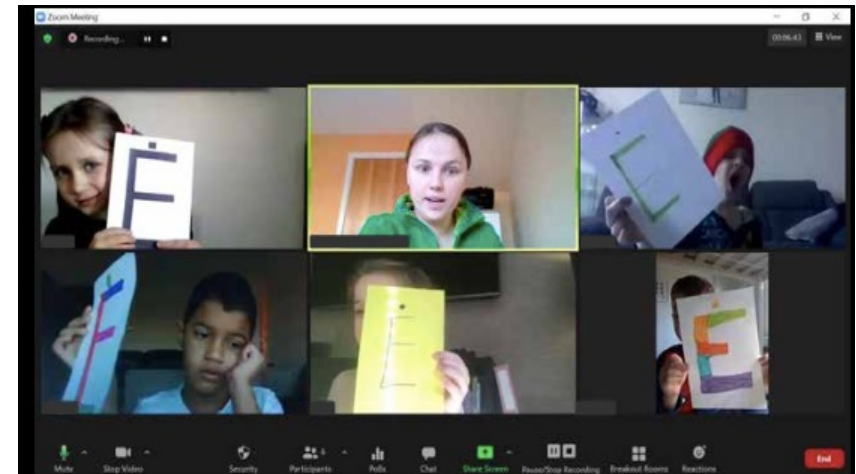 Zoom Meeting
Recording...
00:06:43 View
E
E
E
E
E
Mute Stop Video Security Participants Polls Chat Share Screen Pause/Stop Recording Breakout Rooms Reactions End